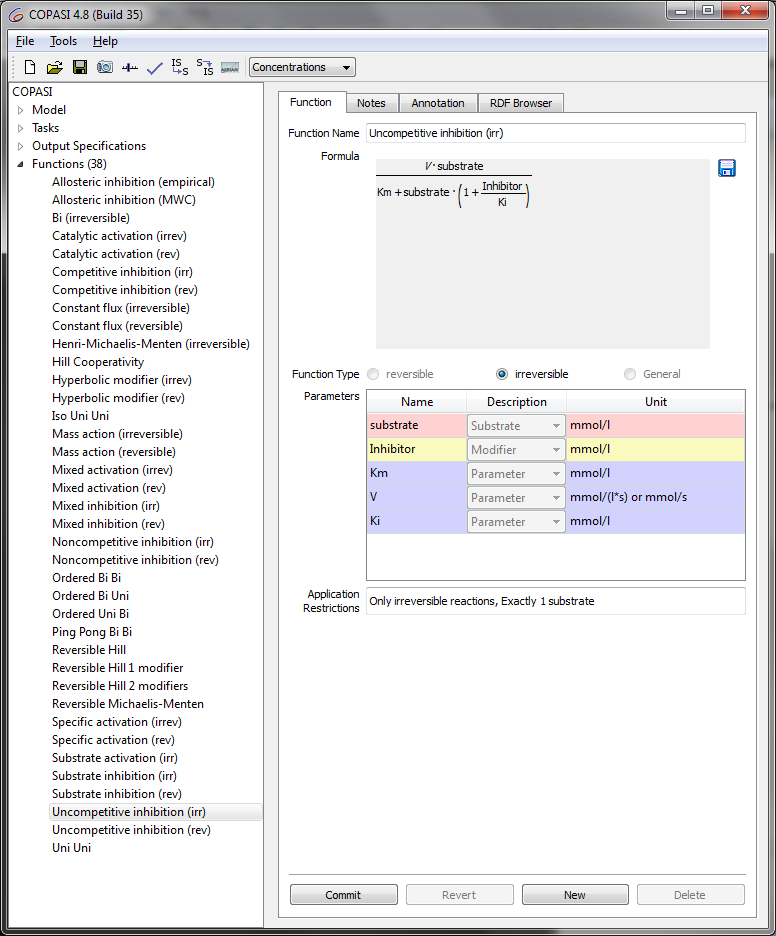 COPASI 4.8 (Build 35)
File Tools Help
IS S S IS Concentrations
COPASI
Model
Tasks
Output Specifications
Functions (38)
Allosteric inhibition (empirical)
Allosteric inhibition (MWC)
Bi (irreversible)
Catalytic activation (irrev)
Catalytic activation (rev)
Competitive inhibition (irr)
Competitive inhibition (rev)
Constant flux (irreversible)
Constant flux (reversible)
Henri-Michaelis-Menten (irreversible)
Hill Cooperativity
Hyperbolic modifier (irrev)
Hyperbolic modifier (rev)
Iso Uni Uni
Mass action (irreversible)
Mass action (reversible)
Mixed activation (irrev)
Mixed activation (rev)
Mixed inhibition (irr)
Mixed inhibition (rev)
Noncompetitive inhibition (irr)
Noncompetitive inhibition (rev)
Ordered Bi Bi
Ordered Bi Uni
Ordered Uni Bi
Ping Pong Bi Bi
Reversible Hill
Reversible Hill 1 modifier
Reversible Hill 2 modifiers
Reversible Michaelis-Menten
Specific activation (irrev)
Specific activation (rev)
Substrate activation (irr)
Substrate inhibition (irr)
Substrate inhibition (rev)
Uncompetitive inhibition (irr)
Uncompetitive inhibition (rev)
Uni Uni
Function Notes Annotation RDF Browser
Function Name Uncompetitive inhibition (irr)
Formula
V · substrate
Km + substrate · (1 + Inhibitor
Ki)
Function Type reversible irreversible General
Parameters
Name Description Unit
substrate Substrate mmol/l
Inhibitor Modifier mmol/l
Km Parameter mmol/l
V Parameter mmol/(l*s) or mmol/s
Ki Parameter mmol/l
Application
Restrictions
Only irreversible reactions, Exactly 1 substrate
Commit Revert New Delete